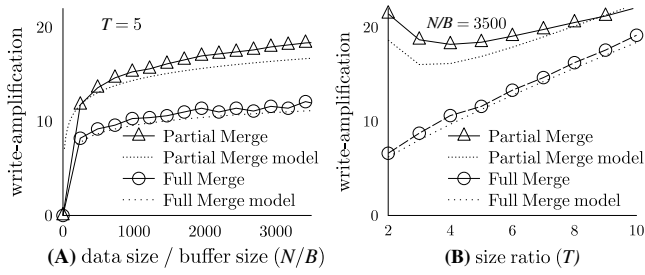 write–amplification
20
10
0
T = 5
Partial Merge
Partial Merge model
Full Merge
Full Merge model
0 1000 2000 3000
(A) data size / buffer size (N/B)
write–amplification
20
10
0
N/B = 3500
Partial Merge
Partial Merge model
Full Merge
Full Merge model
2 4 6 8 10
(B) size ratio (T)